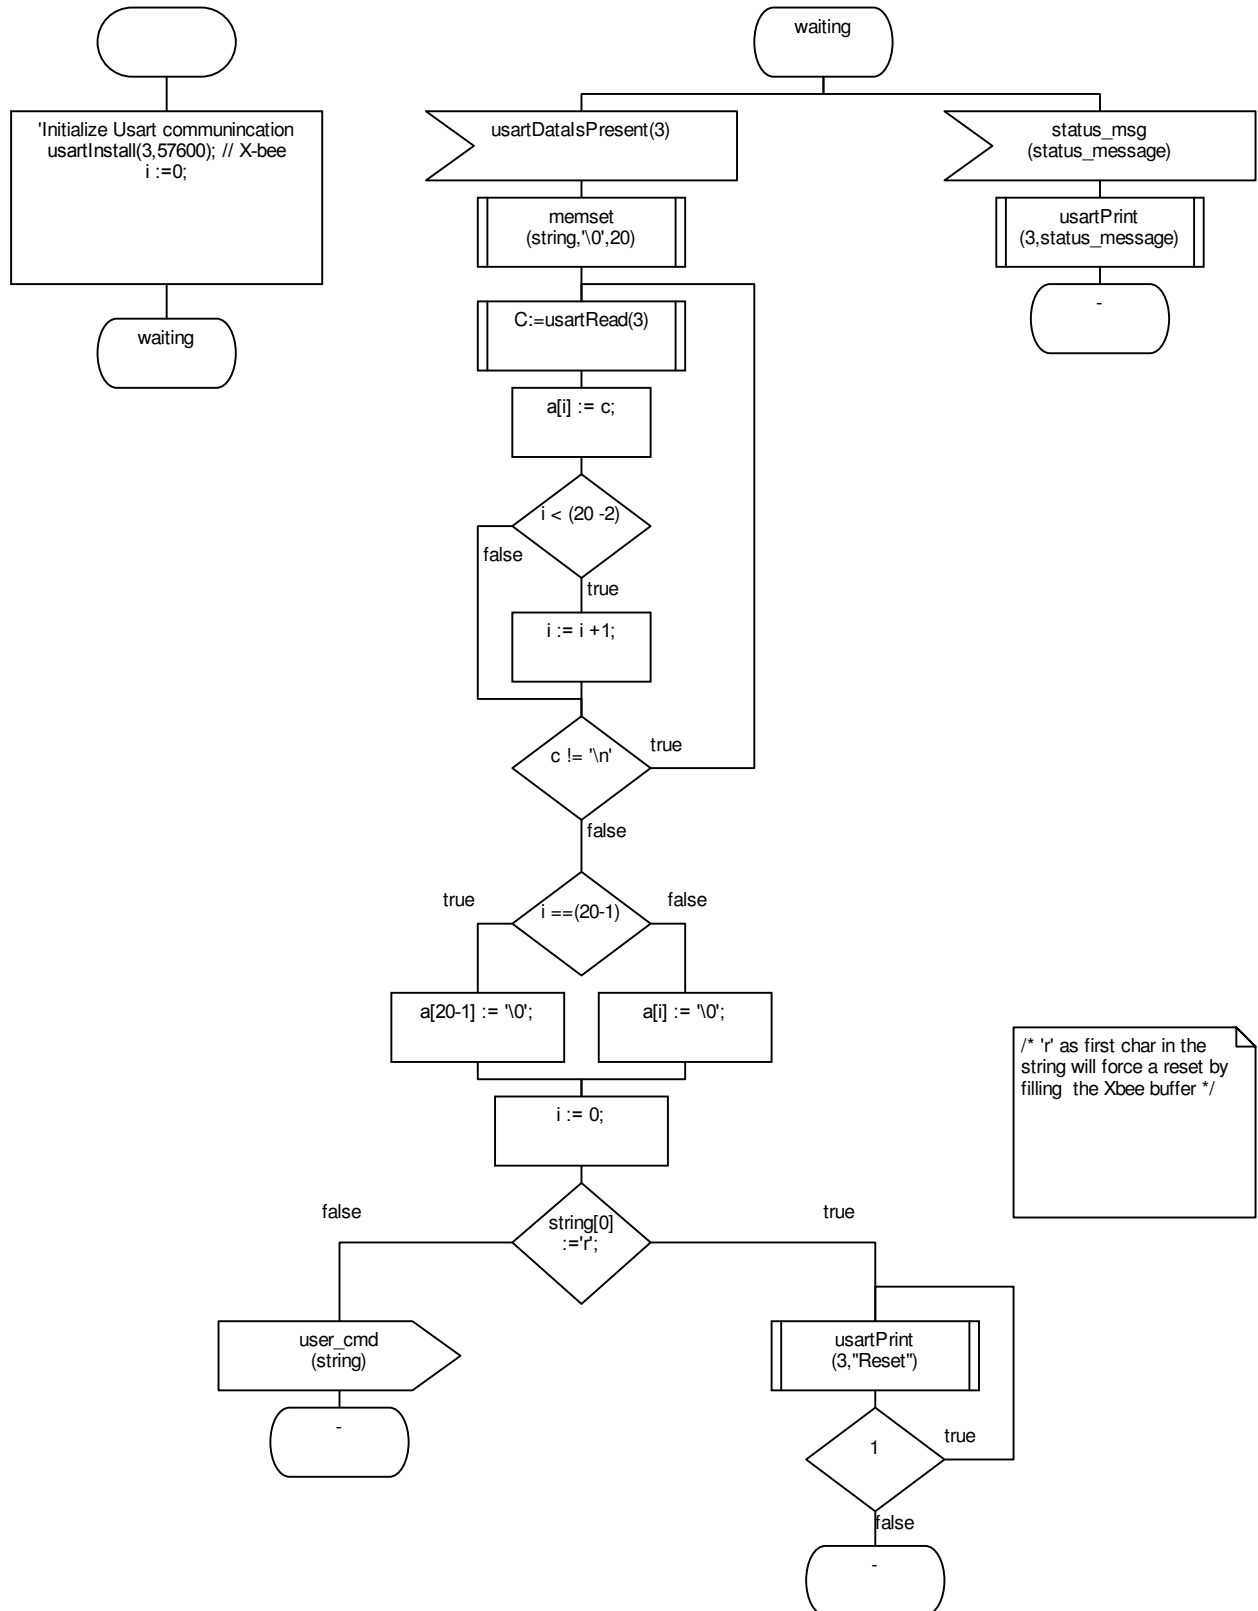 'Initialize Usart communincation
usartInstall(3,57600); // X-bee
i :=0;
waiting
waiting
usartDataIsPresent(3)
memset
(string,'\0',20)
C:=usartRead(3)
a[i] := c;
i < (20 -2)
false
true
i := i +1;
c != '\n'
true
false
i ==(20-1)
true
false
a[20-1] := '\0';
a[i] := '\0';
i := 0;
string[0]
:='r';
false
true
user_cmd
(string)
-
usartPrint
(3,"Reset")
1
true
false
-
status_msg
(status_message)
usartPrint
(3,status_message)
-
/* 'r' as first char in the
string will force a reset by
filling  the Xbee buffer */